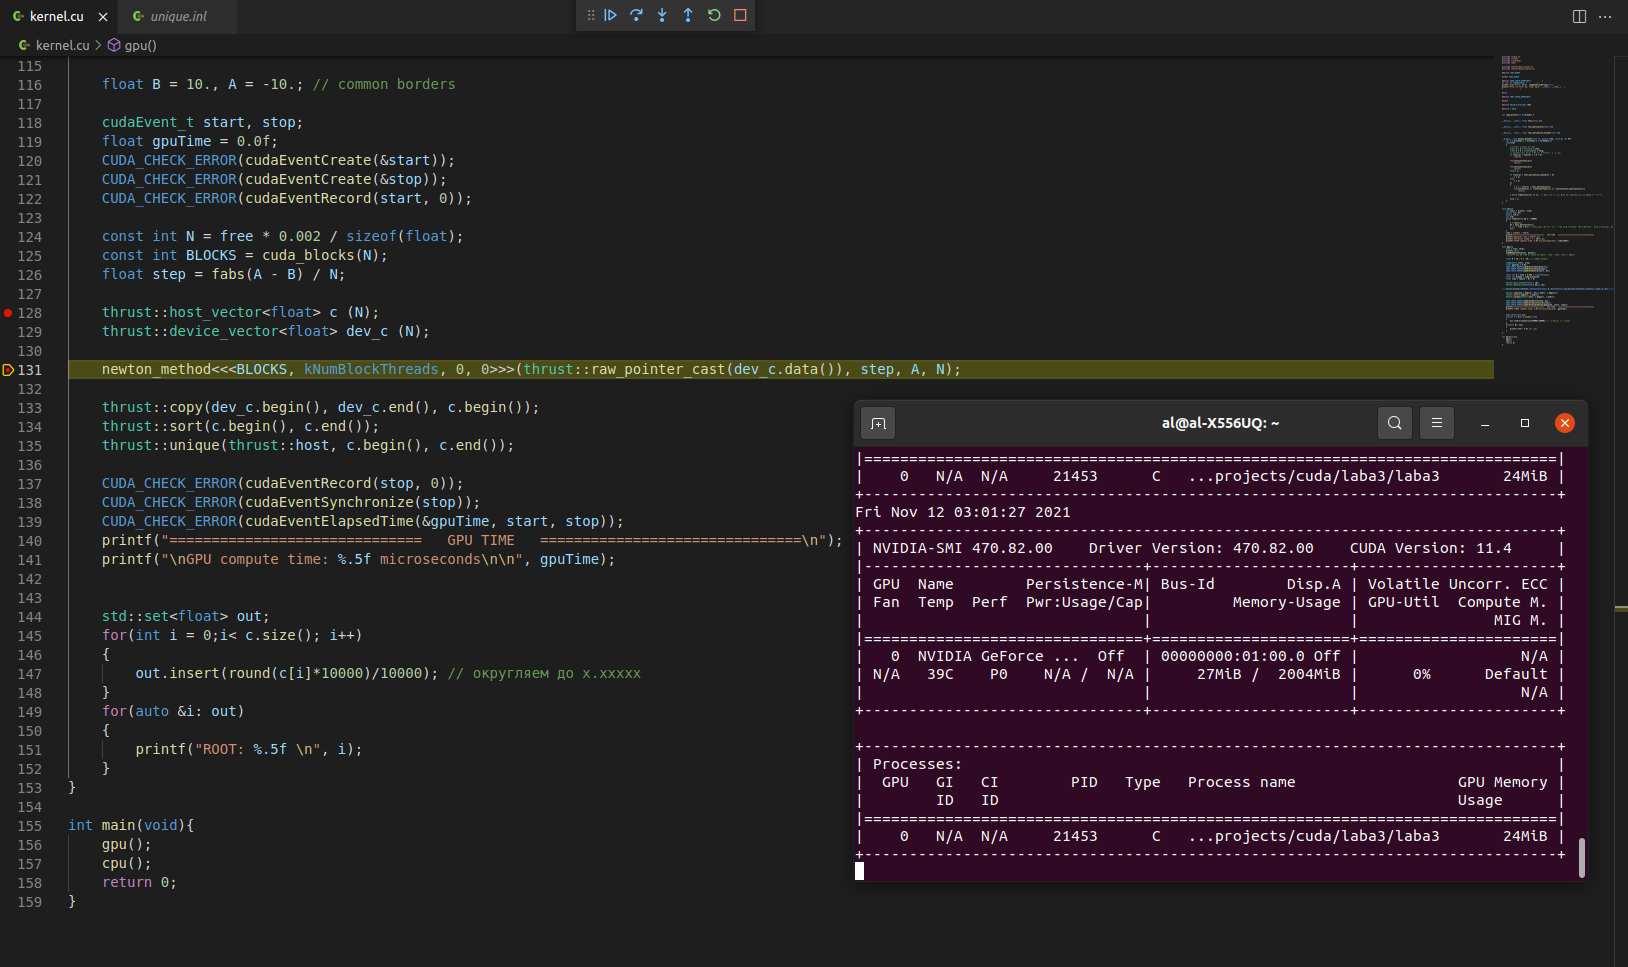 kernel.cu
unique.inl
kernel.cu > gpu()
115
116 float B = 10., A = -10.; // common borders
117
118 cudaEvent_t start, stop;
119 float gpuTime = 0.0f;
120 CUDA_CHECK_ERROR(cudaEventCreate(&start));
121 CUDA_CHECK_ERROR(cudaEventCreate(&stop));
122 CUDA_CHECK_ERROR(cudaEventRecord(start, 0));
123
124 const int N = free * 0.002 / sizeof(float);
125 const int BLOCKS = cuda_blocks(N);
126 float step = fabs(A - B) / N;
127
128 thrust::host_vector<float> c (N);
129 thrust::device_vector<float> dev_c (N);
130
131 newton_method<<<BLOCKS, kNumBlockThreads, 0, 0>>>(thrust::raw_pointer_cast(dev_c.data()), step, A, N);
132
133 thrust::copy(dev_c.begin(), dev_c.end(), c.begin());
134 thrust::sort(c.begin(), c.end());
135 thrust::unique(thrust::host, c.begin(), c.end());
136
137 CUDA_CHECK_ERROR(cudaEventRecord(stop, 0));
138 CUDA_CHECK_ERROR(cudaEventSynchronize(stop));
139 CUDA_CHECK_ERROR(cudaEventElapsedTime(&gpuTime, start, stop));
140 printf("============================== GPU TIME ===============================\n");
141 printf("\nGPU compute time: %.5f microseconds\n\n", gpuTime);
142
143
144 std::set<float> out;
145 for(int i = 0;i< c.size(); i++)
146 {
147 out.insert(round(c[i]*10000)/10000); // округляем до x.xxxxx
148 }
149 for(auto &i: out)
150 {
151 printf("ROOT: %.5f \n", i);
152 }
153 }
154
155 int main(void){
156 gpu();
157 cpu();
158 return 0;
159 }
al@al-X556UQ: ~
|=============================================================================|
| 0 N/A N/A 21453 C ...projects/cuda/laba3/laba3 24MiB |
+-----------------------------------------------------------------------------+
Fri Nov 12 03:01:27 2021
+-----------------------------------------------------------------------------+
| NVIDIA-SMI 470.82.00 Driver Version: 470.82.00 CUDA Version: 11.4 |
|-------------------------------+----------------------+----------------------+
| GPU Name Persistence-M| Bus-Id Disp.A | Volatile Uncorr. ECC |
| Fan Temp Perf Pwr:Usage/Cap| Memory-Usage | GPU-Util Compute M. |
| | | MIG M. |
|===============================+======================+======================|
| 0 NVIDIA GeForce ... Off | 00000000:01:00.0 Off | N/A |
| N/A 39C P0 N/A / N/A | 27MiB / 2004MiB | 0% Default |
| | | N/A |
+-------------------------------+----------------------+----------------------+
+-----------------------------------------------------------------------------+
| Processes: |
| GPU GI CI PID Type Process name GPU Memory |
| ID ID Usage |
|=============================================================================|
| 0 N/A N/A 21453 C ...projects/cuda/laba3/laba3 24MiB |
+-----------------------------------------------------------------------------+